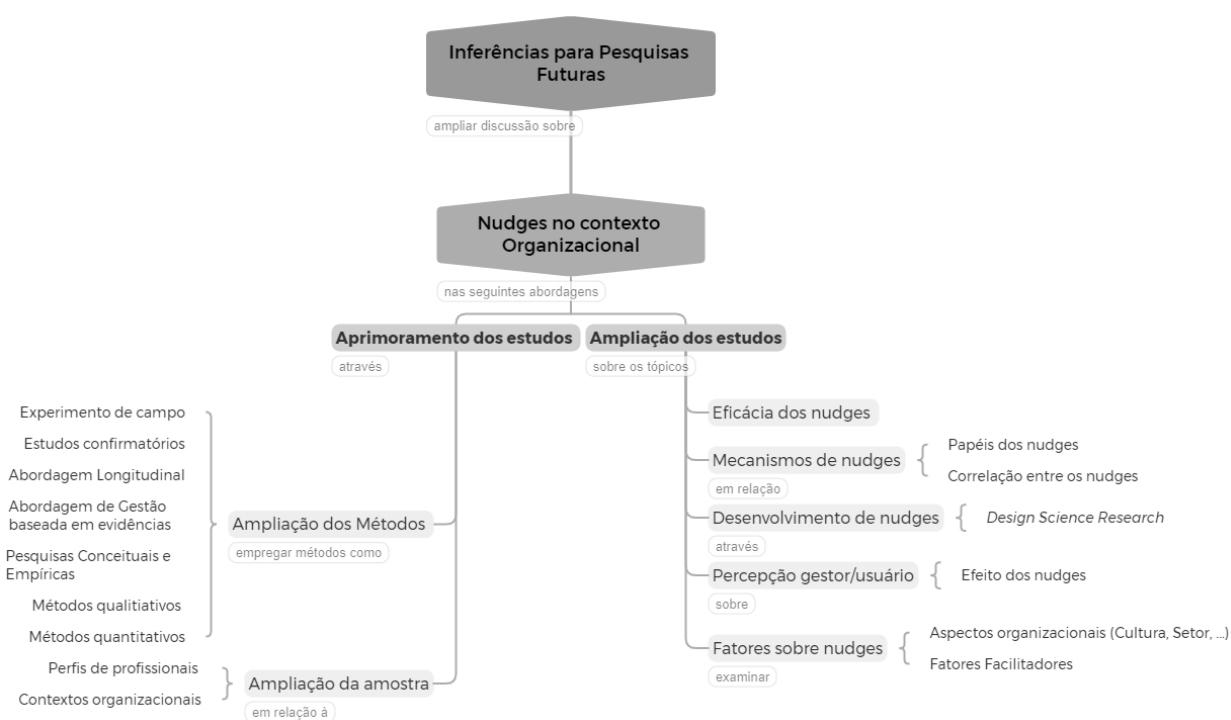 Inferências para Pesquisas
Futuras
ampliar discussão sobre
Nudges no contexto
Organizacional
nas seguintes abordagens
Aprimoramento dos estudos
através
Experimento de campo
Estudos confirmatórios
Abordagem Longitudinal
Abordagem de Gestão
baseada em evidências
Pesquisas Conceituais e
Empíricas
Métodos qualitiativos
Métodos quantitativos
Ampliação dos Métodos
empregar métodos como
Perfis de profissionais
Contextos organizacionais
Ampliação da amostra
em relação à
Ampliação dos estudos
sobre os tópicos
Eficácia dos nudges
Mecanismos de nudges
em relação
Papéis dos nudges
Correlação entre os nudges
Desenvolvimento de nudges
através
Design Science Research
Percepção gestor/usuário
sobre
Efeito dos nudges
Fatores sobre nudges
examinar
Aspectos organizacionais (Cultura, Setor, ...)
Fatores Facilitadores